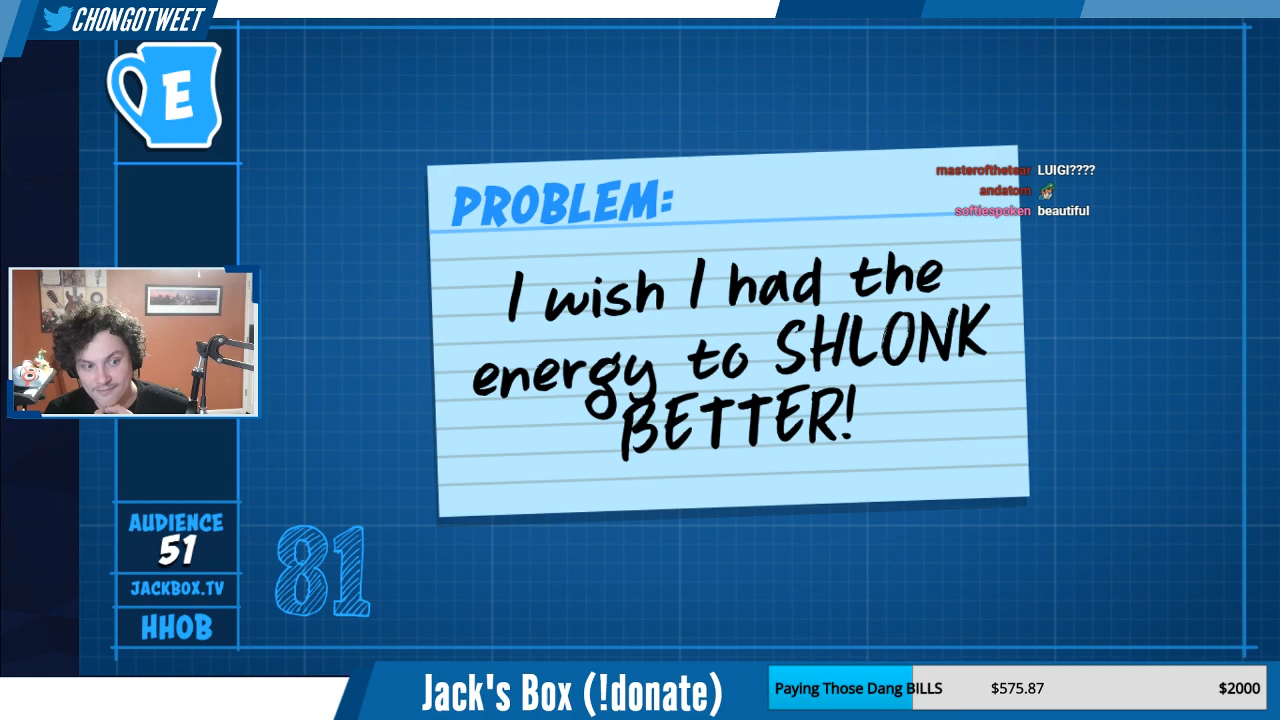 CHONGOTWEET
E
PROBLEM:
masterofthetear LUIGI????
andatom
softiespoken beautiful
I wish I had the
energy to SHLONK
BETTER!
AUDIENCE
51
JACKBOX.TV
HHOB
81
Jack's Box (!donate)
Paying Those Dang BILLS $575.87 $2000